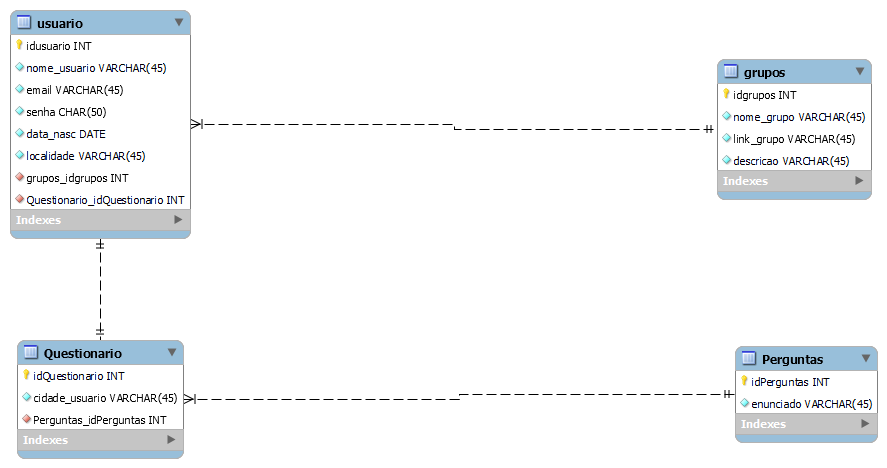 usuario
idusuario INT
nome_usuario VARCHAR(45)
email VARCHAR(45)
senha CHAR(50)
data_nasc DATE
localidade VARCHAR(45)
grupos_idgrupos INT
Questionario_idQuestionario INT
Indexes
grupos
idgrupos INT
nome_grupo VARCHAR(45)
link_grupo VARCHAR(45)
descricao VARCHAR(45)
Indexes
Questionario
idQuestionario INT
cidade_usuario VARCHAR(45)
Perguntas_idPerguntas INT
Indexes
Perguntas
idPerguntas INT
enunciado VARCHAR(45)
Indexes